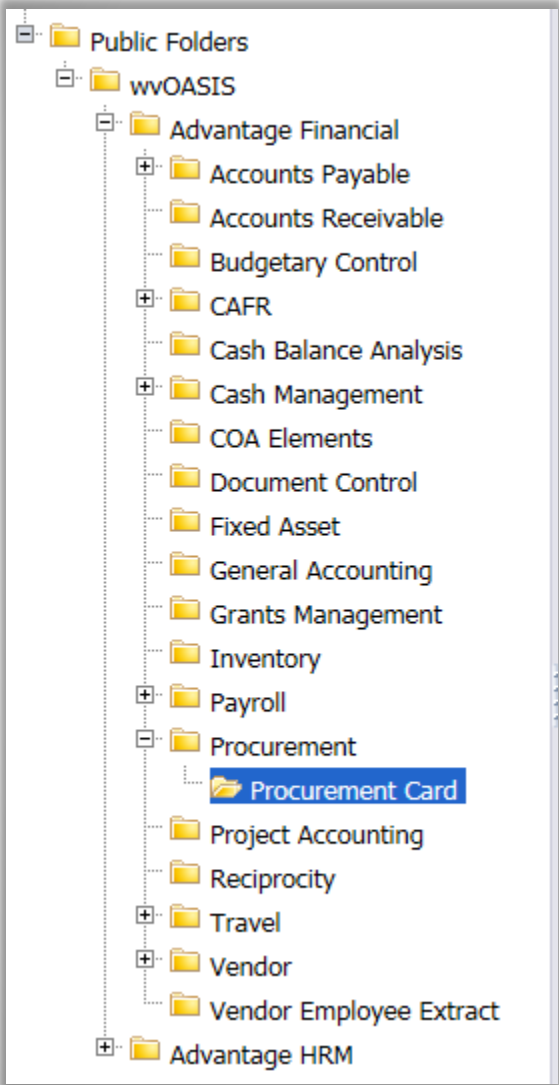 Public Folders
wvOASIS
Advantage Financial
Accounts Payable
Accounts Receivable
Budgetary Control
CAFR
Cash Balance Analysis
Cash Management
COA Elements
Document Control
Fixed Asset
General Accounting
Grants Management
Inventory
Payroll
Procurement
Procurement Card
Project Accounting
Reciprocity
Travel
Vendor
Vendor Employee Extract
Advantage HRM